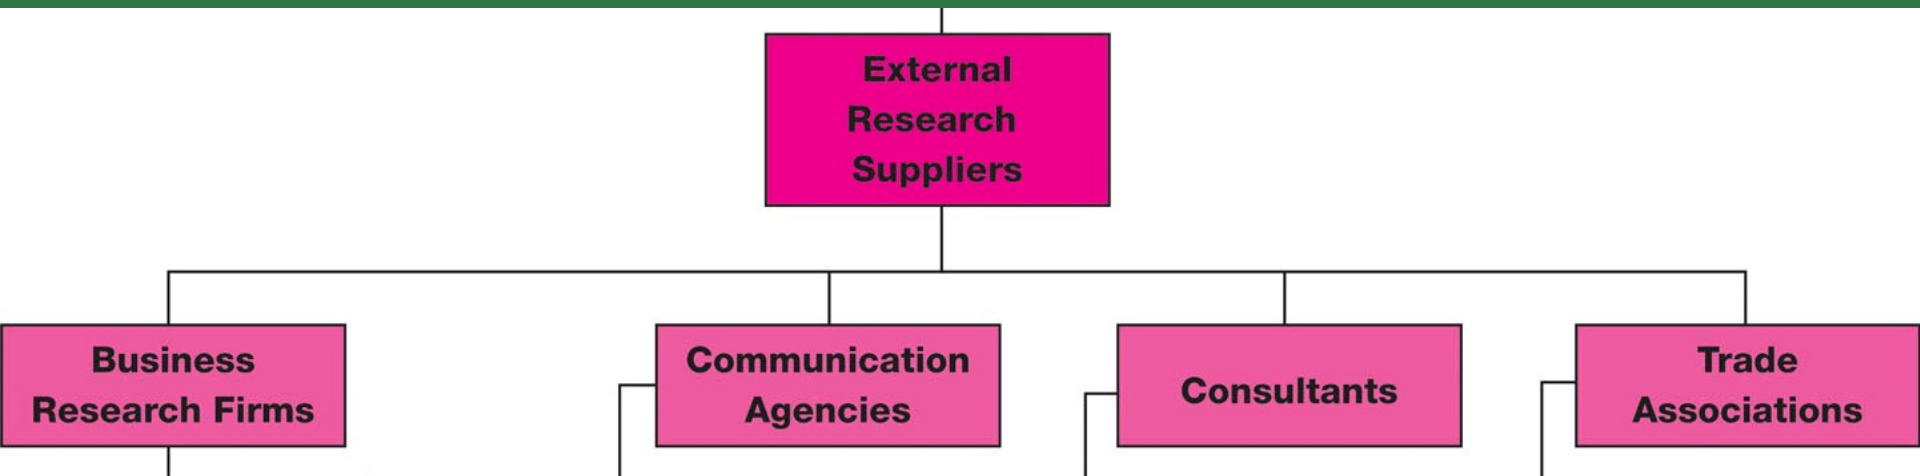 External
Research
Suppliers
Business
Research Firms
Communication
Agencies
Consultants
Trade
Associations